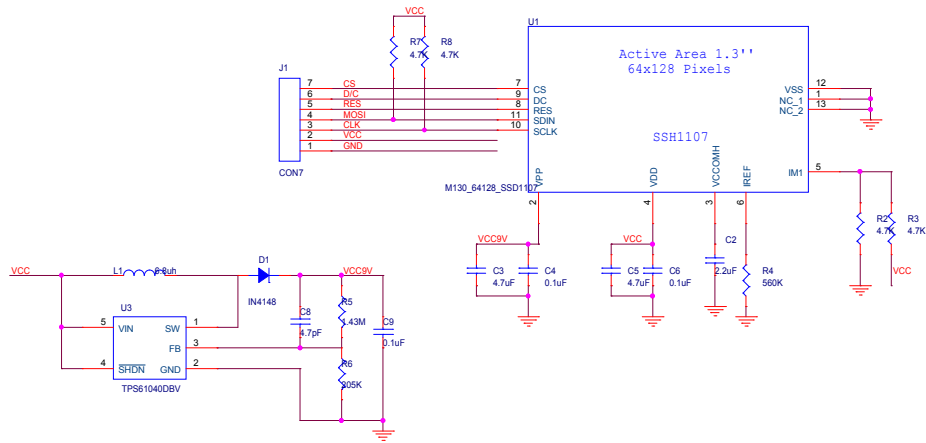 VCC
R7
4.7K
R8
4.7K
U1
Active Area 1.3''
64x128 Pixels
SSH1107
J1
7
6
5
4
3
2
1
CS
D/C
RES
MOSI
CLK
VCC
GND
CON7
7
9
8
11
10
CS
DC
RES
SDIN
SCLK
VSS
NC_1
NC_2
12
1
13
IM1
5
M130_64128_SSD1107
VPP
VDD
VCCOMH
IREF
2
4
3
6
R2
4.7K
R3
4.7K
VCC
VCC9V
C3
4.7uF
C4
0.1uF
VCC
C5
4.7uF
C6
0.1uF
C2
2.2uF
R4
560K
VCC
L1
6.8uh
D1
IN4148
VCC9V
U3
5
VIN
SW
1
FB
3
4
SHDN
GND
2
TPS61040DBV
C8
4.7pF
R5
1.43M
C9
0.1uF
R6
205K